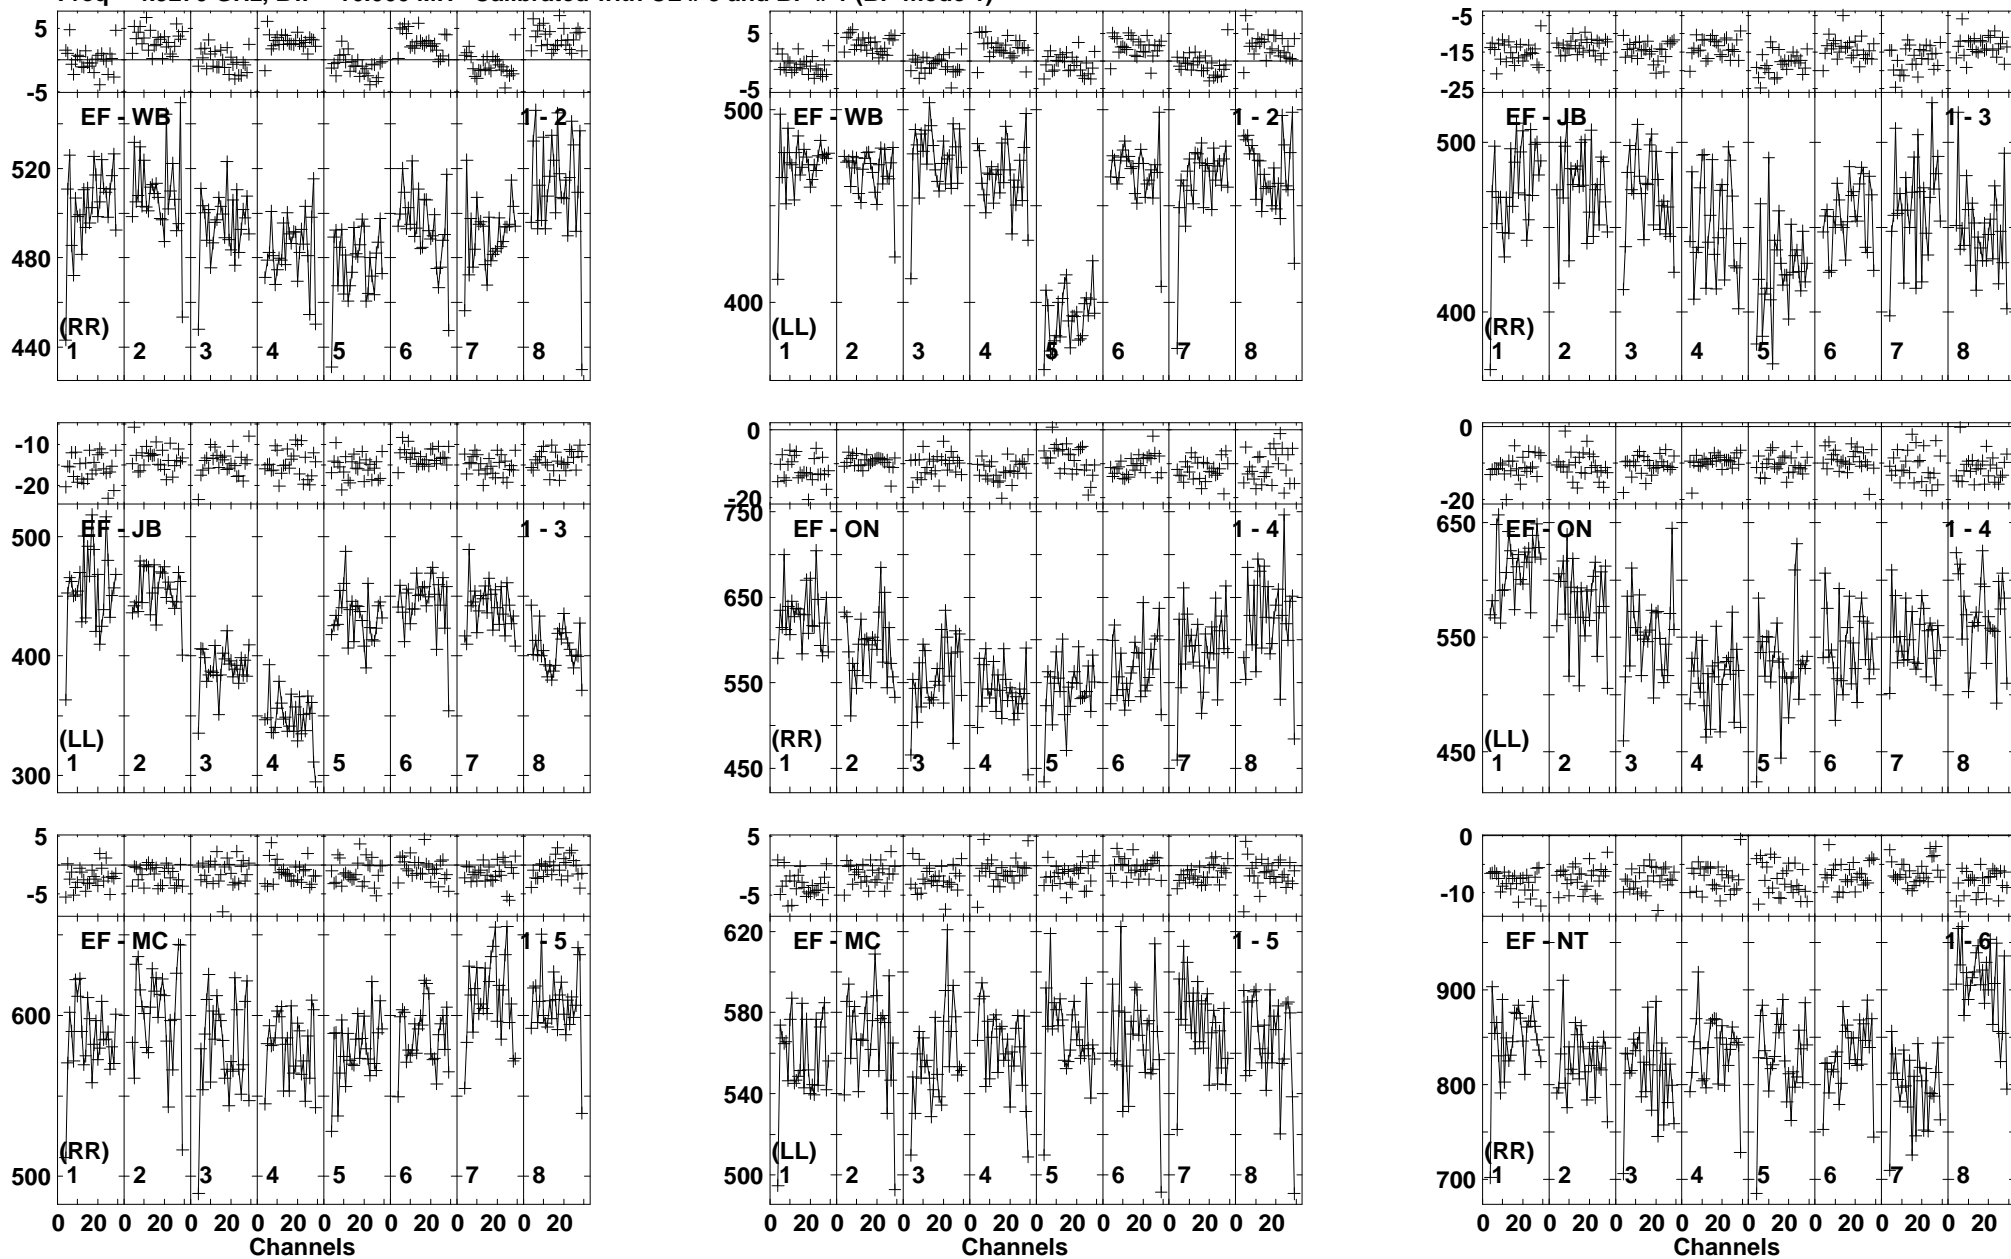 5
-5
EF - WB
1 - 2
520
480
440
(RR)
1 2 3 4 5 6 7 8
5
-5
EF - WB
1 - 2
500
400
(LL)
1 2 3 4 5 6 7 8
-5
-15
-25
EF - JB
1 - 3
500
400
(RR)
1 2 3 4 5 6 7 8
-10
-20
EF - JB
1 - 3
500
400
300
(LL)
1 2 3 4 5 6 7 8
0
-20
EF - ON
1 - 4
750
650
550
450
(RR)
1 2 3 4 5 6 7 8
0
-20
EF - ON
1 - 4
650
550
450
(LL)
1 2 3 4 5 6 7 8
5
-5
EF - MC
1 - 5
600
500
(RR)
1 2 3 4 5 6 7 8
0 20 0 20 0 20 0 20 0 20 0 20 0 20 0 20
Channels
5
-5
EF - MC
1 - 5
620
580
540
500
(LL)
1 2 3 4 5 6 7 8
0 20 0 20 0 20 0 20 0 20 0 20 0 20 0 20
Channels
0
-10
EF - NT
1 - 6
900
800
700
(RR)
1 2 3 4 5 6 7 8
0 20 0 20 0 20 0 20 0 20 0 20 0 20 0 20
Channels